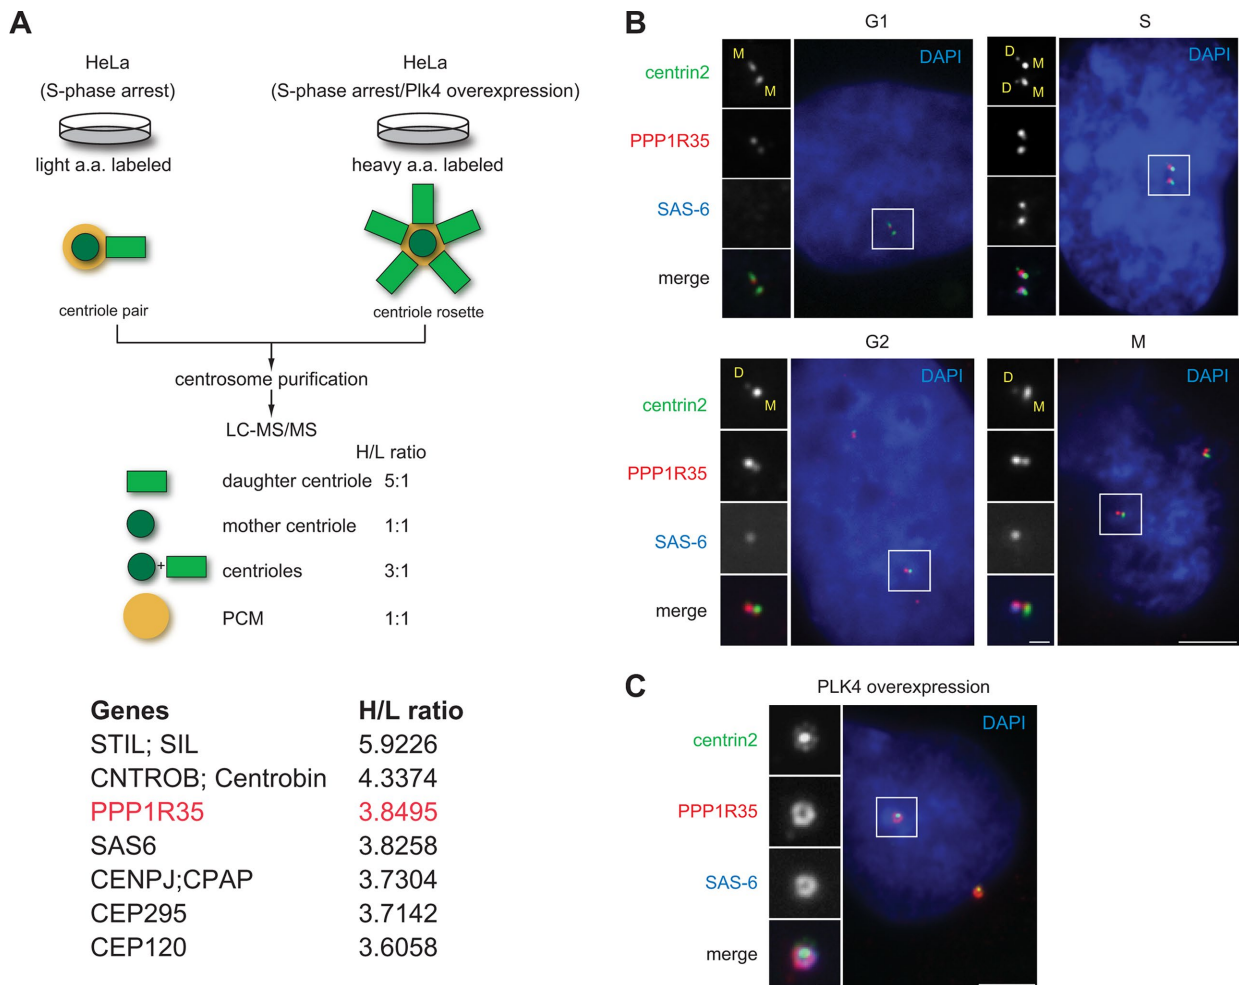 A
HeLa
(S-phase arrest)
light a.a. labeled
centriole pair
HeLa
(S-phase arrest/Plk4 overexpression)
heavy a.a. labeled
centriole rosette
centrosome purification
LC-MS/MS
H/L ratio
daughter centriole 5:1
mother centriole 1:1
+ centrioles 3:1
PCM 1:1
Genes H/L ratio
STIL; SIL 5.9226
CNTROB; Centrobin 4.3374
PPP1R35 3.8495
SAS6 3.8258
CENPJ;CPAP 3.7304
CEP295 3.7142
CEP120 3.6058
B
G1
centrin2
M
M
DAPI
PPP1R35
SAS-6
merge
S
D
M
D
M
DAPI
G2
centrin2
D
M
DAPI
PPP1R35
SAS-6
merge
M
D
M
DAPI
C
PLK4 overexpression
centrin2
DAPI
PPP1R35
SAS-6
merge